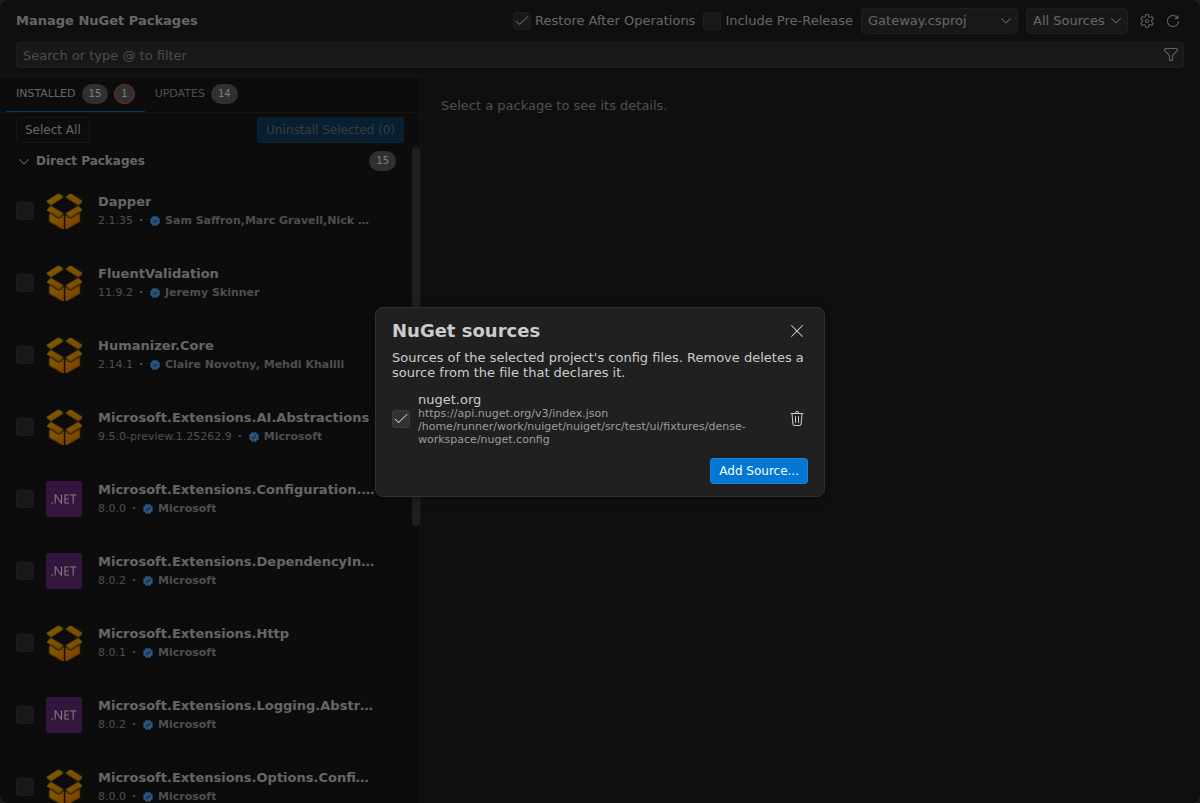 Manage NuGet Packages
Restore After Operations
Include Pre-Release
Gateway.csproj
All Sources
Search or type @ to filter
INSTALLED 15 1 UPDATES 14
Select a package to see its details.
Select All
Uninstall Selected (0)
Direct Packages 15
Dapper
2.1.35 · Sam Saffron,Marc Gravell,Nick ...
FluentValidation
11.9.2 · Jeremy Skinner
Humanizer.Core
2.14.1 · Claire Novotny, Mehdi Khalili
Microsoft.Extensions.AI.Abstractions
9.5.0-preview.1.25262.9 · Microsoft
.NET
Microsoft.Extensions.Configuration....
8.0.0 · Microsoft
.NET
Microsoft.Extensions.DependencyIn...
8.0.2 · Microsoft
Microsoft.Extensions.Http
8.0.1 · Microsoft
.NET
Microsoft.Extensions.Logging.Abstr...
8.0.2 · Microsoft
Microsoft.Extensions.Options.Confi...
8.0.0 · Microsoft
NuGet sources
Sources of the selected project's config files. Remove deletes a
source from the file that declares it.
nuget.org
https://api.nuget.org/v3/index.json
/home/runner/work/nuiget/nuiget/src/test/ui/fixtures/dense-
workspace/nuget.config
Add Source...